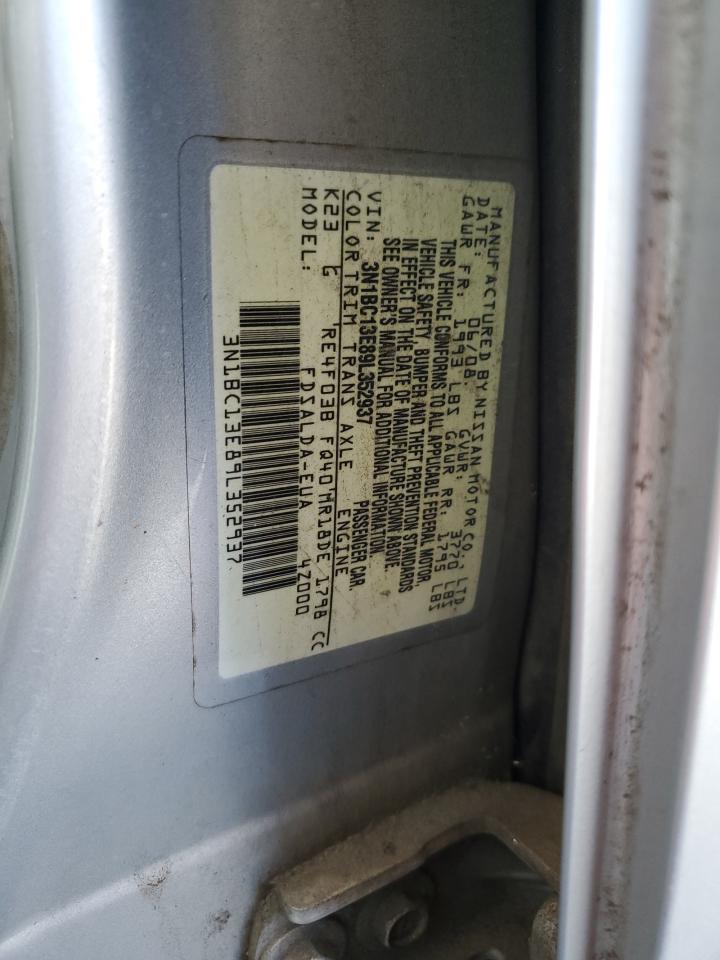 MANUFACTURED BY NISSAN MOTOR CO., LTD.
DATE: 06/08 GVWR: 3770 LBS
GAWR FR: 1993 LBS GAWR RR: 1795 LBS
THIS VEHICLE CONFORMS TO ALL APPLICABLE FEDERAL MOTOR
VEHICLE SAFETY, BUMPER AND THEFT PREVENTION STANDARDS
IN EFFECT ON THE DATE OF MANUFACTURE SHOWN ABOVE.
SEE OWNER'S MANUAL FOR ADDITIONAL INFORMATION.
VIN: 3N1BC13E89L352937 PASSENGER CAR.
COLOR TRIM TRANS AXLE ENGINE
K23 G RE4F03B FQ40 MR18DE 1798 CC
MODEL: FDSALDA-EUA 4Z000
3N1BC13E89L352937